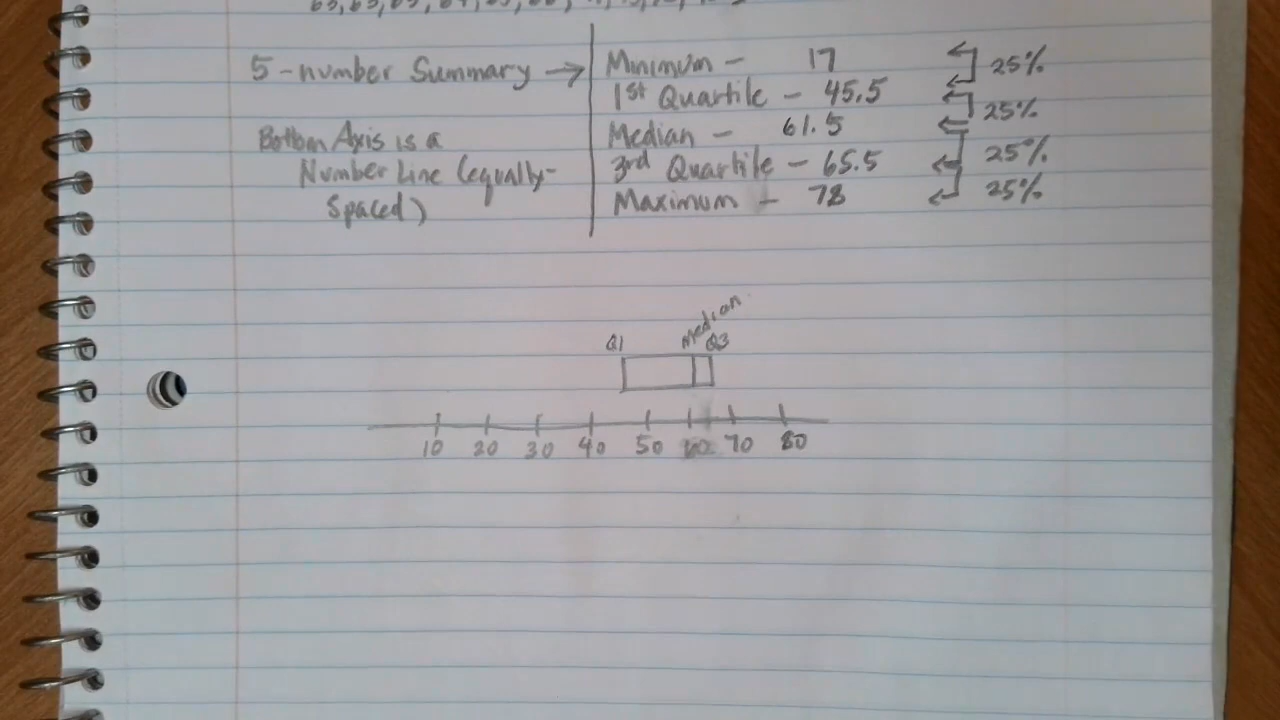 5-number Summary → Minimum - 17 25%
1st Quartile - 45.5 25%
Bottom Axis is a Median - 61.5
Number Line (equally- 3rd Quartile - 65.5 25%
Spaced) Maximum - 78 25%
Median
Q1 Q3
10 20 30 40 50 60 70 80